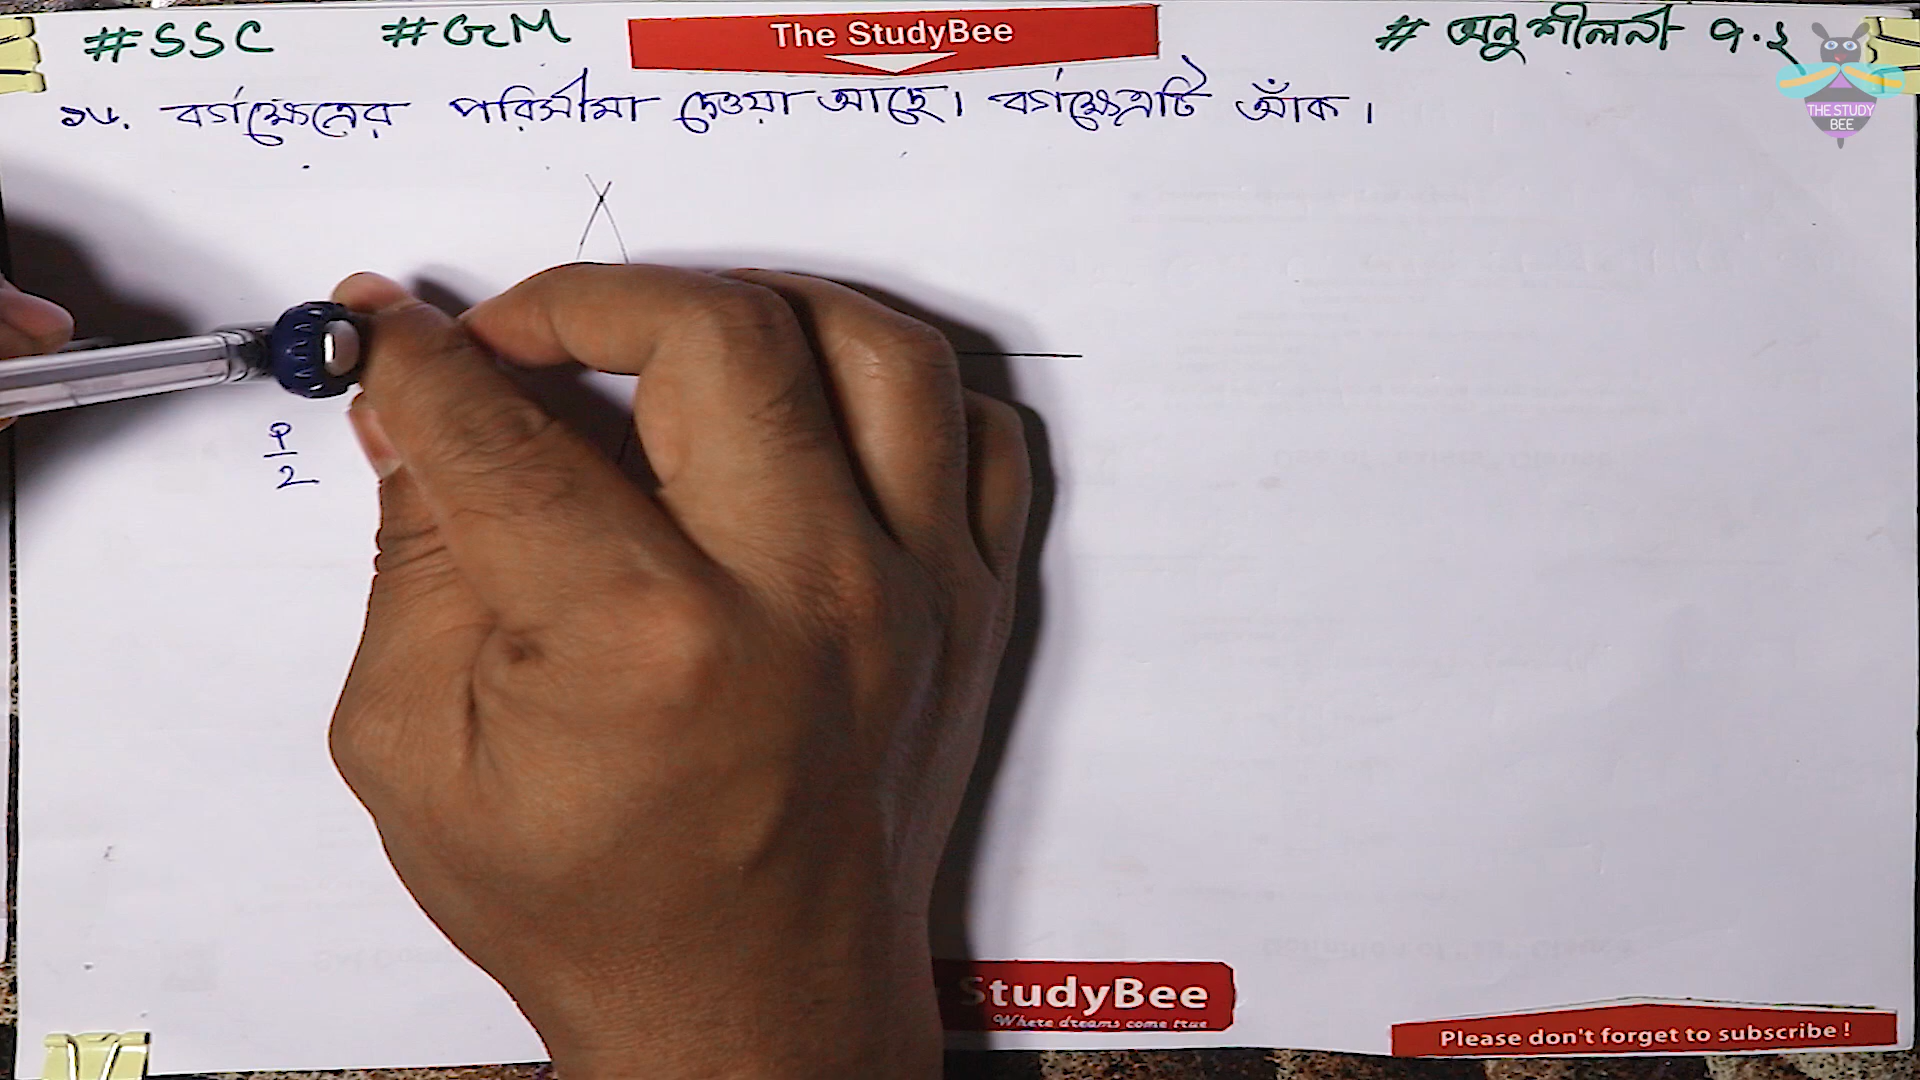 #SSC #GM The StudyBee # অনুশীলনী ৭.২
THE STUDY
BEE
১৮. বর্গক্ষেত্রের পরিসীমা দেওয়া আছে। বর্গক্ষেত্রটি আঁক।
P
2
StudyBee
Where dreams come true
Please don't forget to subscribe !